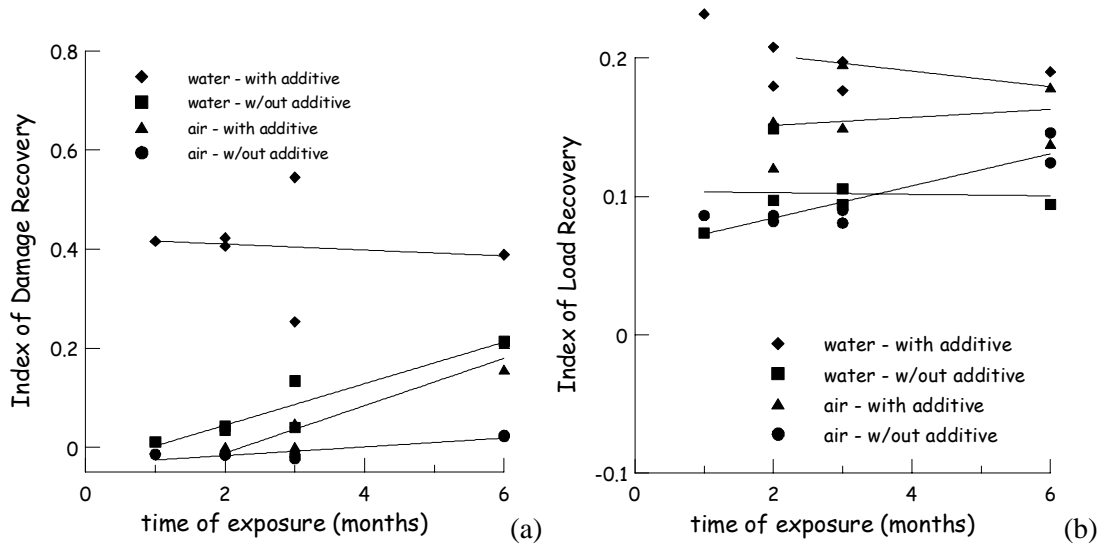 0.8
0.6
0.4
0.2
0
Index of Damage Recovery
water - with additive
water - w/out additive
air - with additive
air - w/out additive
0 2 4 6
time of exposure (months)
(a)
0.2
0.1
0
-0.1
Index of Load Recovery
water - with additive
water - w/out additive
air - with additive
air - w/out additive
0 2 4 6
time of exposure (months)
(b)